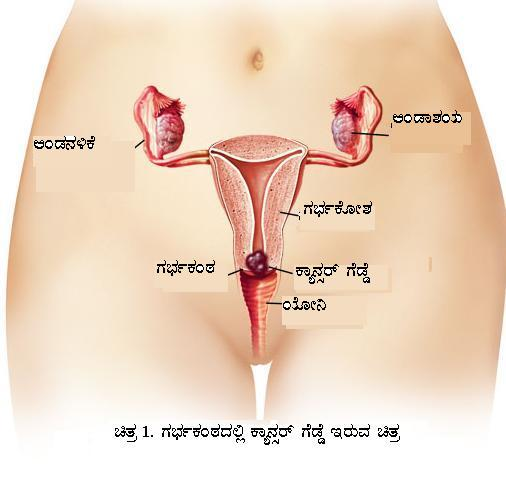 ಅಂಡಾಶಯ
ಅಂಡನಳಿಕೆ
ಗರ್ಭಕೋಶ
ಗರ್ಭಕಂಠ
ಕ್ಯಾನ್ಸರ್ ಗೆಡ್ಡೆ
ಯೋನಿ
ಚಿತ್ರ 1. ಗರ್ಭಕಂಠದಲ್ಲಿ ಕ್ಯಾನ್ಸರ್ ಗೆಡ್ಡೆ ಇರುವ ಚಿತ್ರ